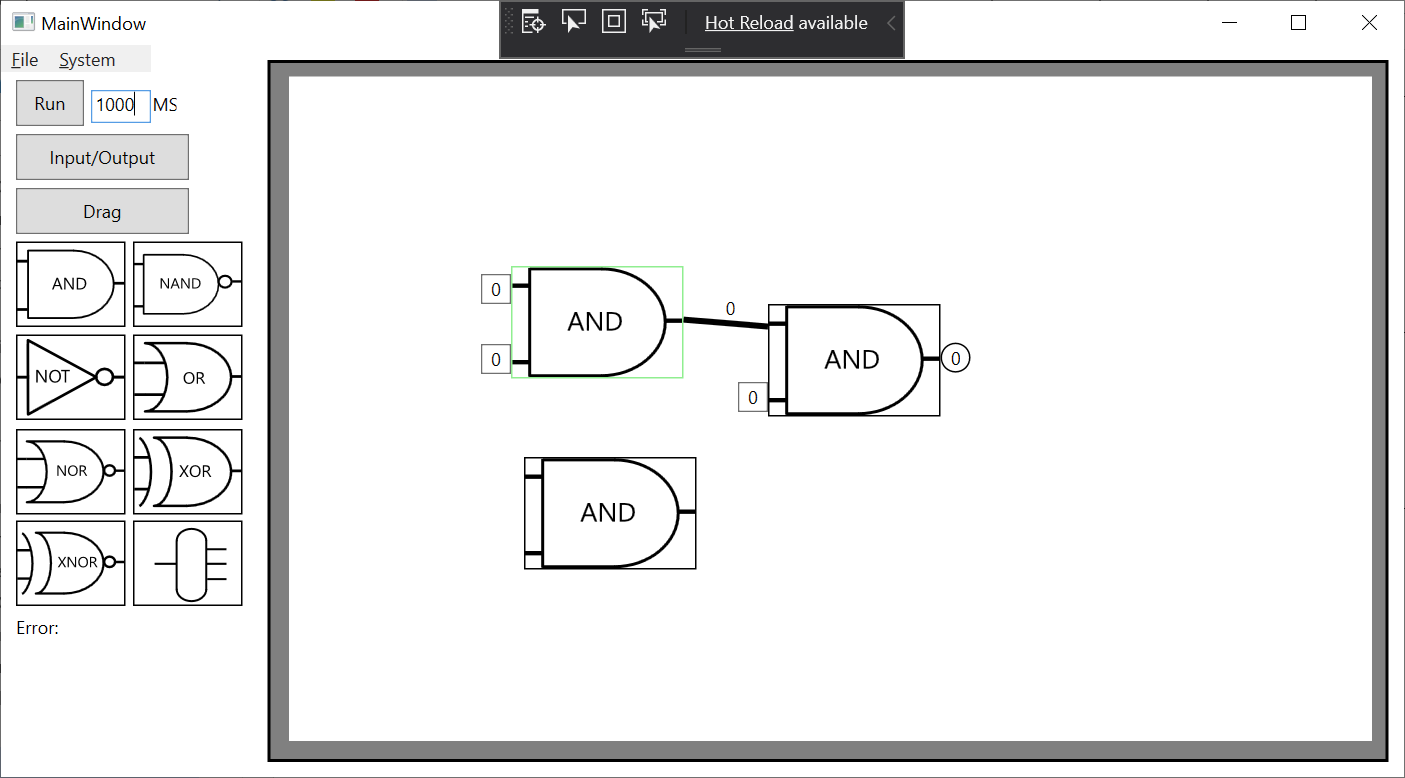 MainWindow
Hot Reload available
File System
Run 1000 MS
Input/Output
Drag
AND NAND
NOT OR
NOR XOR
XNOR
Error:
0
AND
0
0
0
AND
0
0
AND